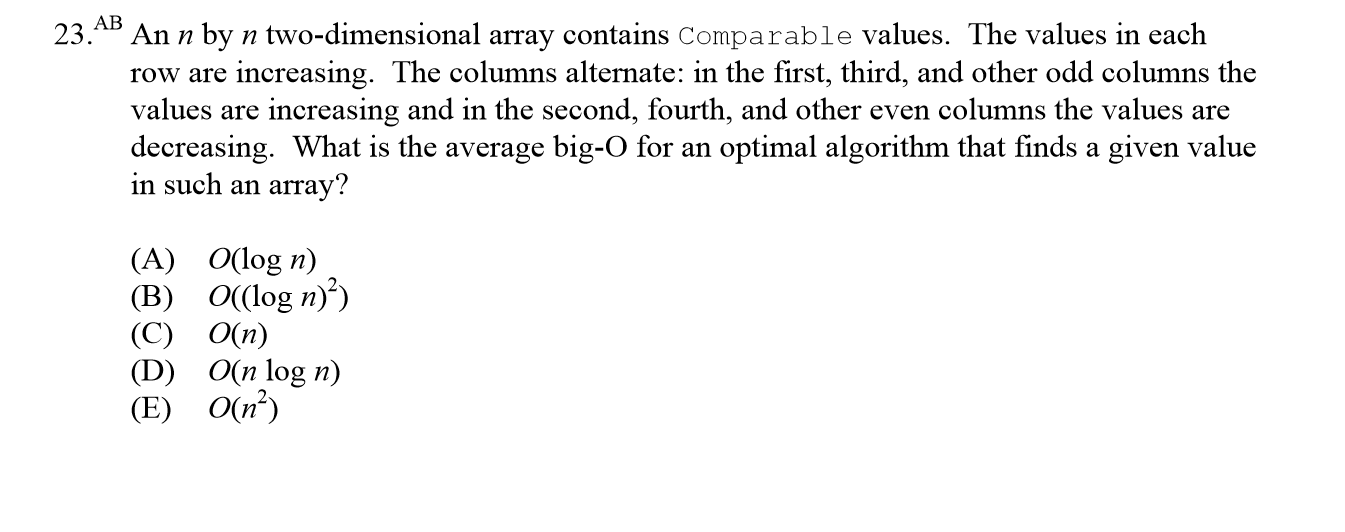 23.AB An n by n two-dimensional array contains Comparable values. The values in each
row are increasing. The columns alternate: in the first, third, and other odd columns the
values are increasing and in the second, fourth, and other even columns the values are
decreasing. What is the average big-O for an optimal algorithm that finds a given value
in such an array?
(A) O(log n)
(B) O((log n)²)
(C) O(n)
(D) O(n log n)
(E) O(n²)